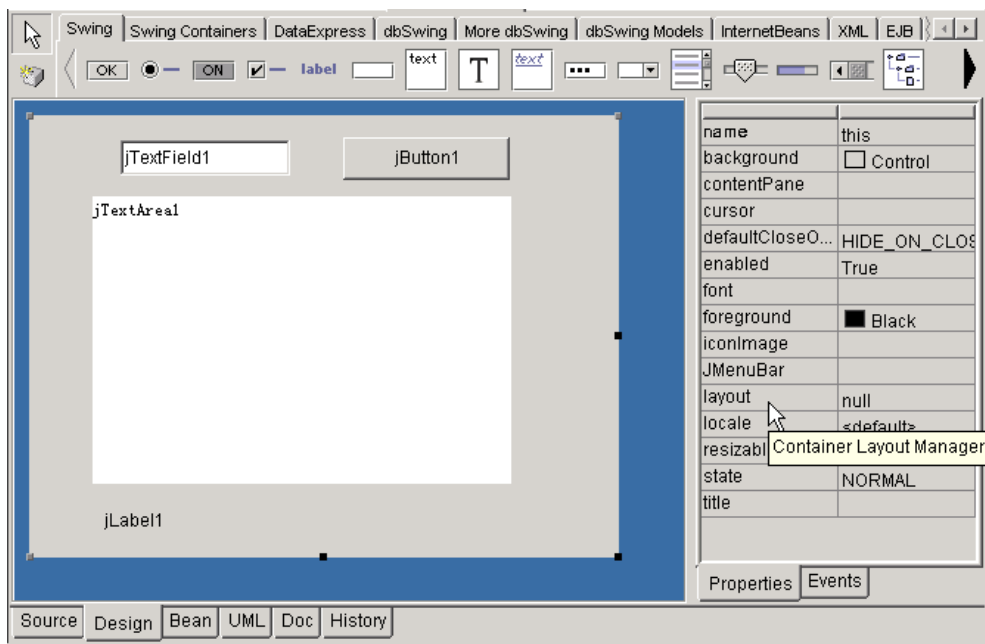 Swing Swing Containers DataExpress dbSwing More dbSwing dbSwing Models InternetBeans XML EJB
OK ON label text T text
jTextField1 jButton1
jTextArea1
jLabel1
name this
background Control
contentPane
cursor
defaultCloseO... HIDE_ON_CLOS
enabled True
font
foreground Black
iconImage
JMenuBar
layout null
locale <default>
resizabl
Container Layout Manager
state NORMAL
title
Properties Events
Source Design Bean UML Doc History